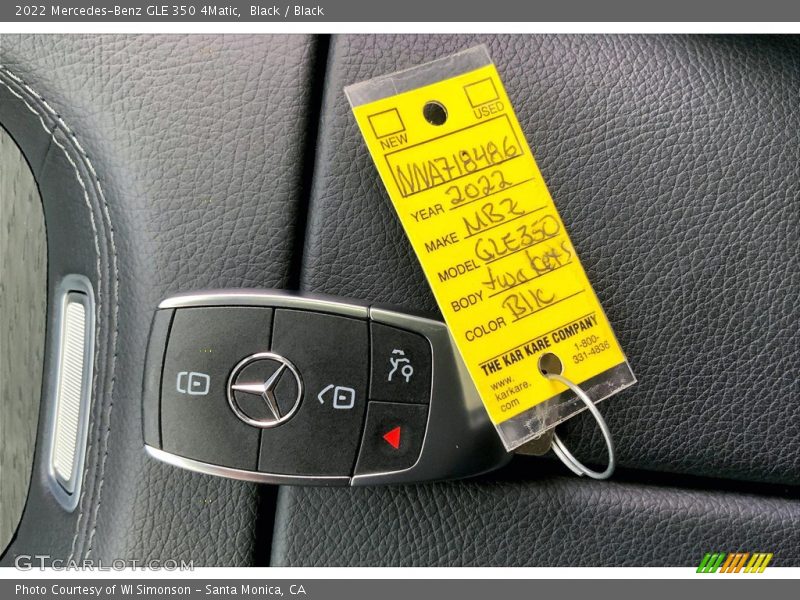 2022 Mercedes-Benz GLE 350 4Matic,  Black / Black
NEW
USED
NNA718486
YEAR 2022
MAKE MBZ
MODEL GLE350
BODY two keys
COLOR Blk
THE KAR KARE COMPANY
www.
karkare.
com
1-800-
331-4836
GTCARLOT.COM
Photo Courtesy of WI Simonson - Santa Monica, CA